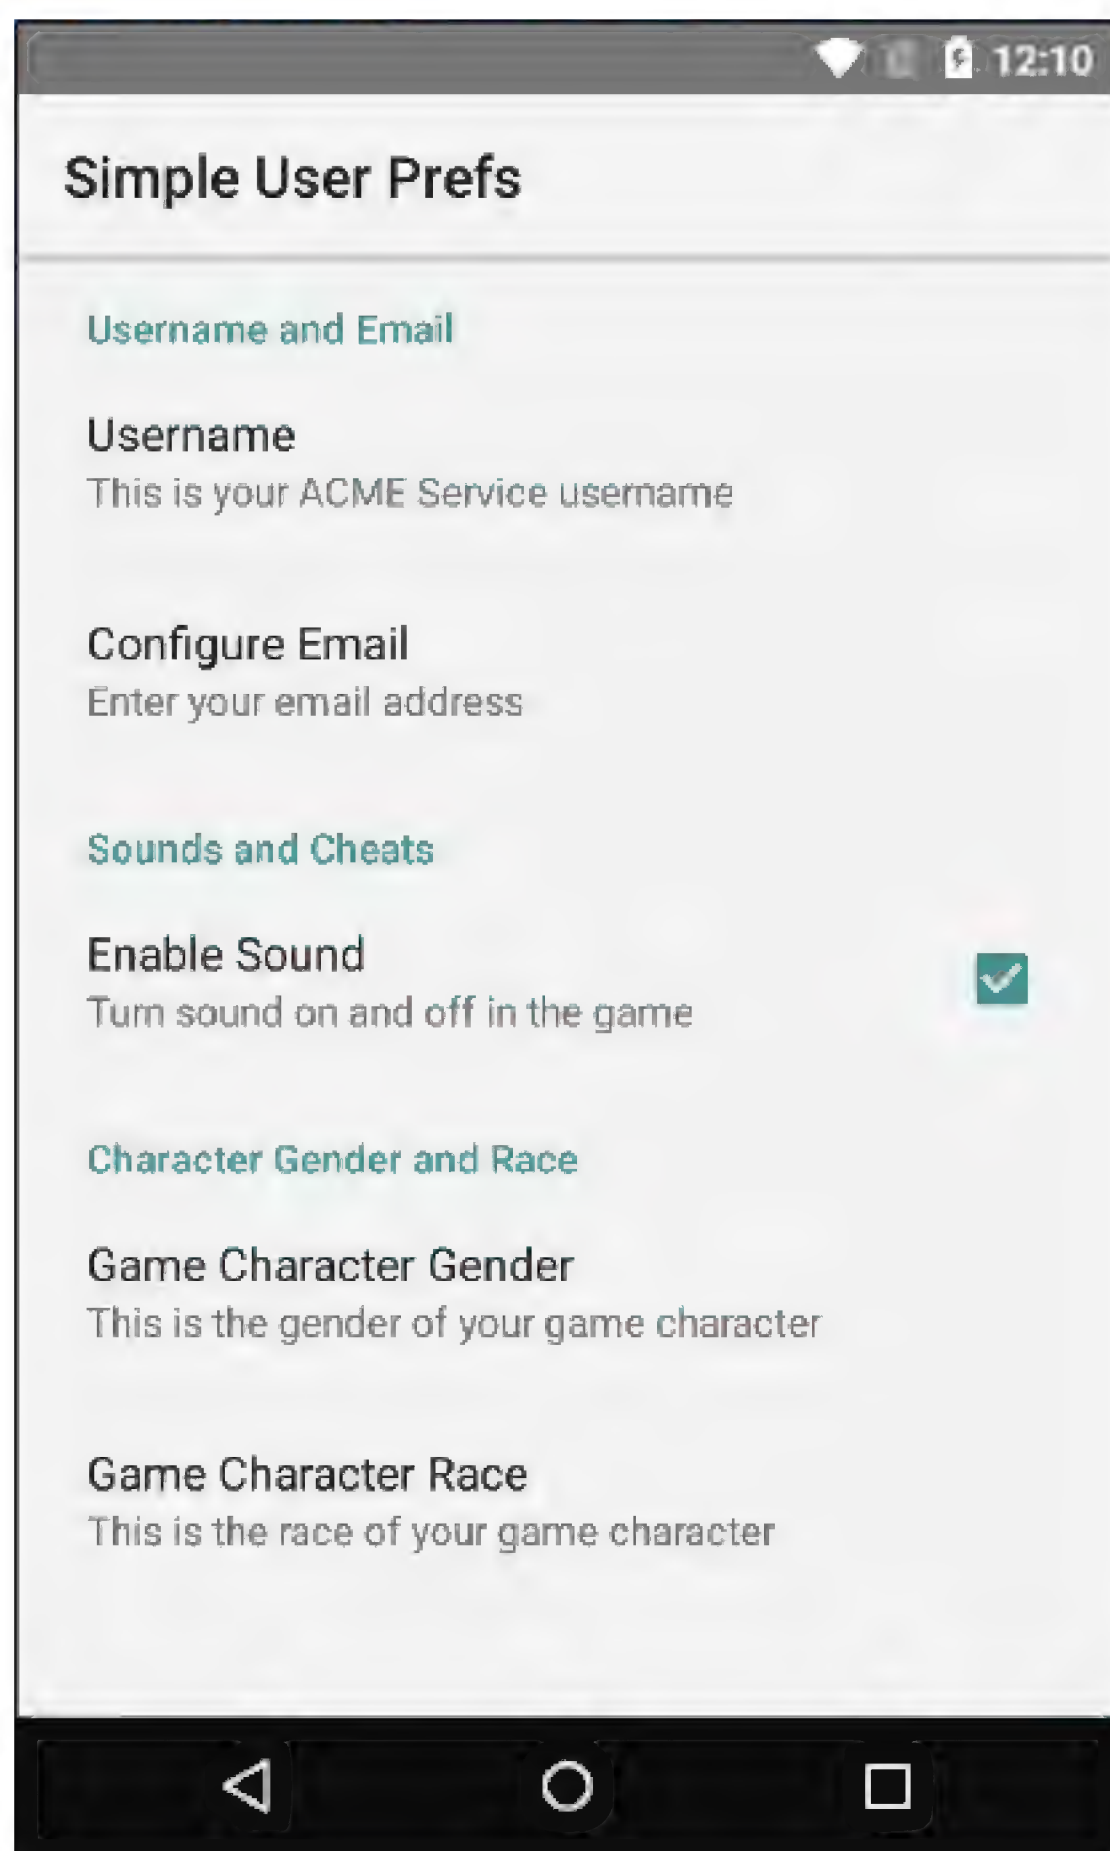 12:10
Simple User Prefs
Username and Email
Username
This is your ACME Service username
Configure Email
Enter your email address
Sounds and Cheats
Enable Sound
Turn sound on and off in the game
Character Gender and Race
Game Character Gender
This is the gender of your game character
Game Character Race
This is the race of your game character